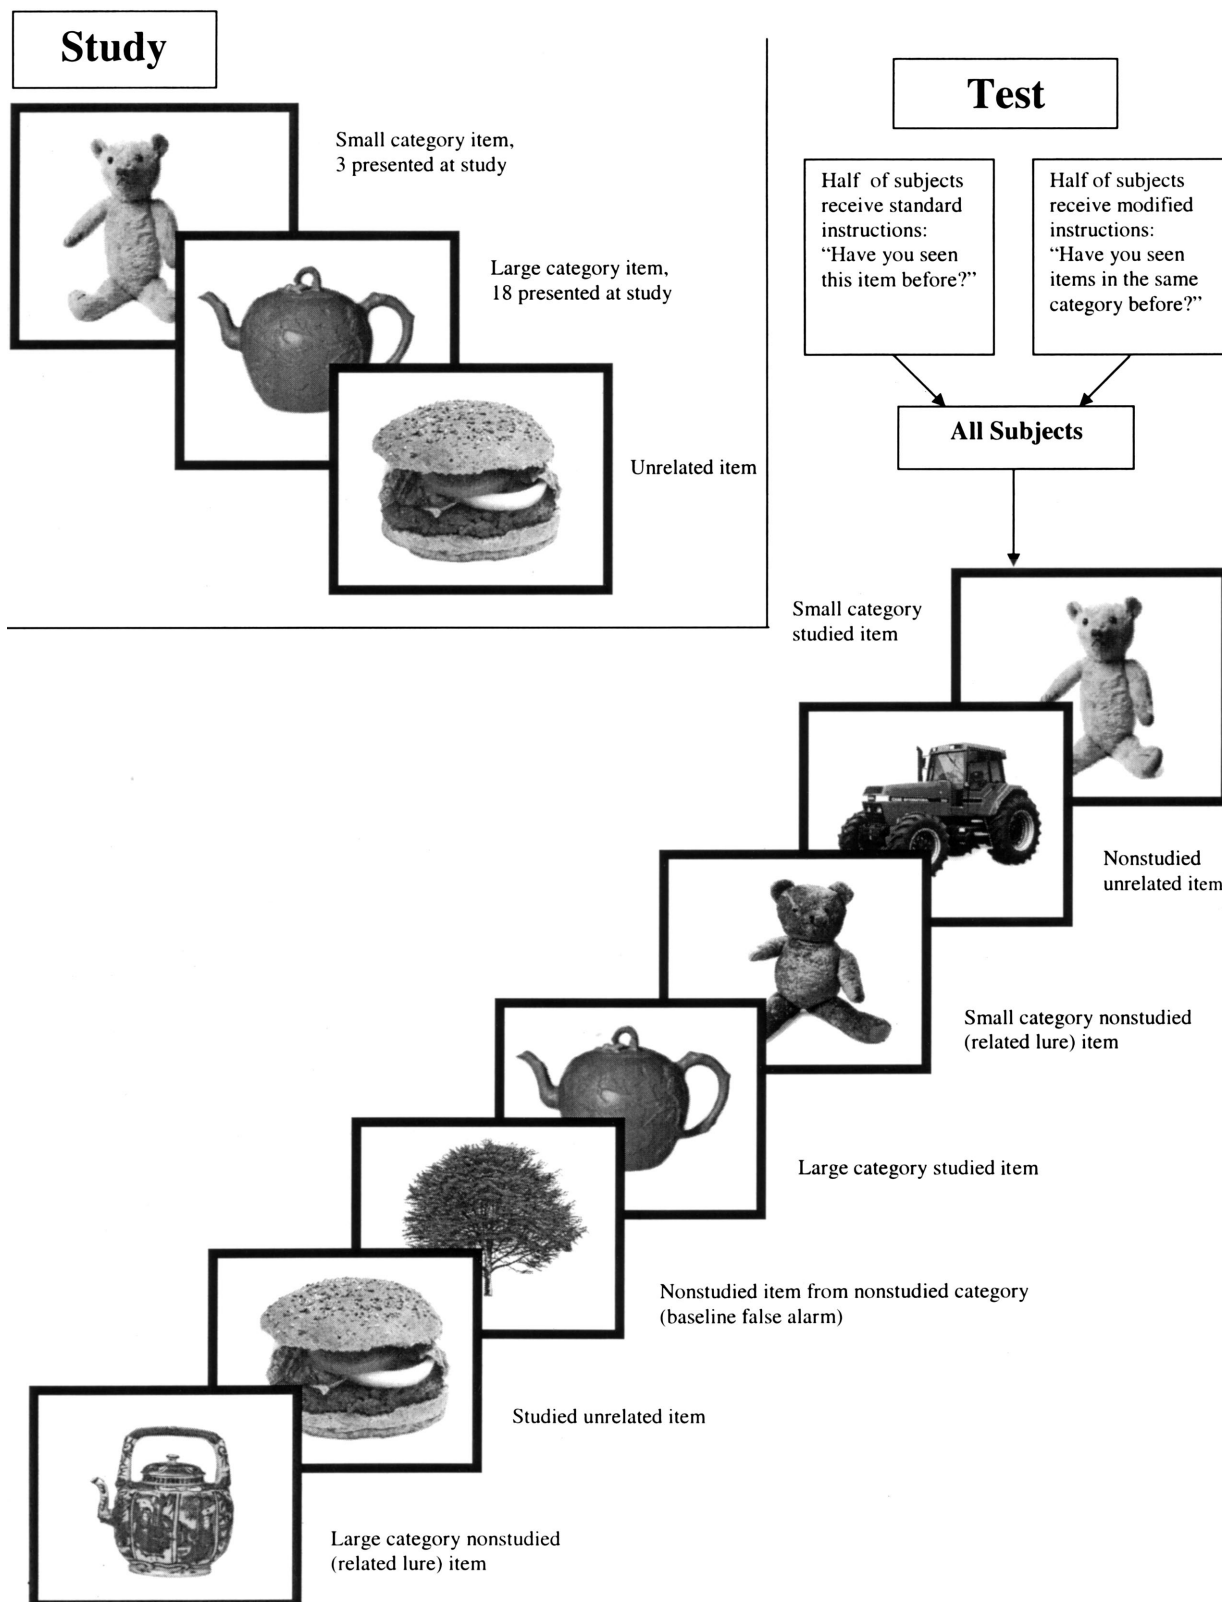 Study
Small category item,
3 presented at study
Large category item,
18 presented at study
Unrelated item
Test
Half of subjects
receive standard
instructions:
“Have you seen
this item before?”
Half of subjects
receive modified
instructions:
“Have you seen
items in the same
category before?”
All Subjects
Small category
studied item
Nonstudied
unrelated item
Small category nonstudied
(related lure) item
Large category studied item
Nonstudied item from nonstudied category
(baseline false alarm)
Studied unrelated item
Large category nonstudied
(related lure) item